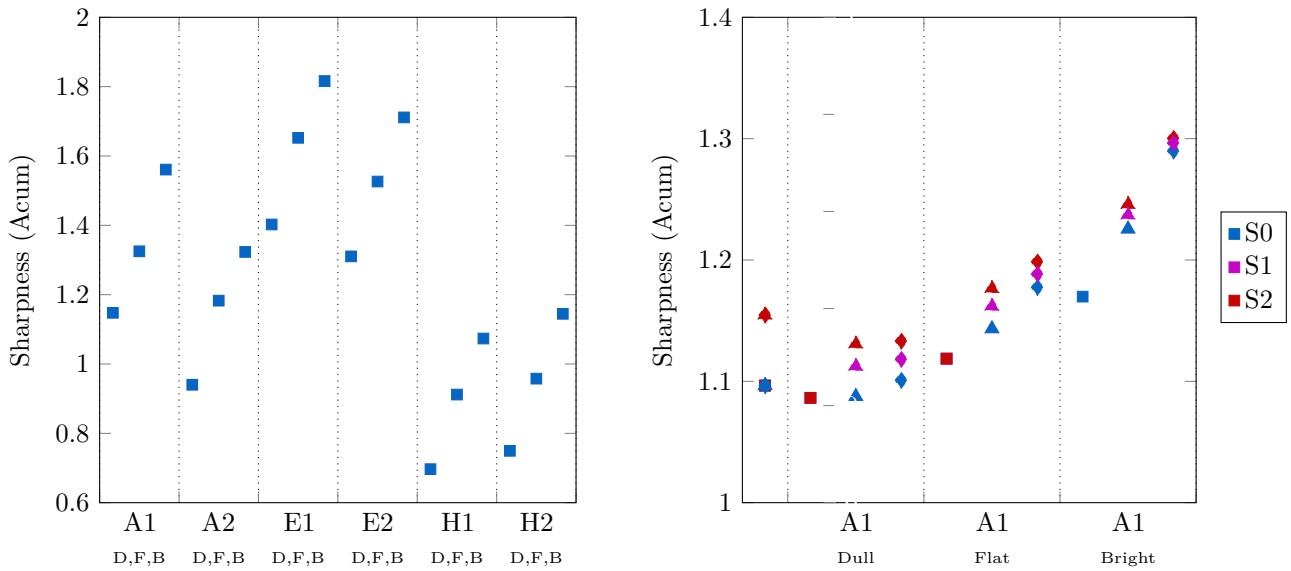 2
1.8
1.6
1.4
1.2
1
0.8
0.6
Sharpness (Acum)
A1 A2 E1 E2 H1 H2
D,F,B D,F,B D,F,B D,F,B D,F,B D,F,B
1.4
1.3
1.2
1.1
1
Sharpness (Acum)
A1 A1 A1
Dull Flat Bright
S0
S1
S2